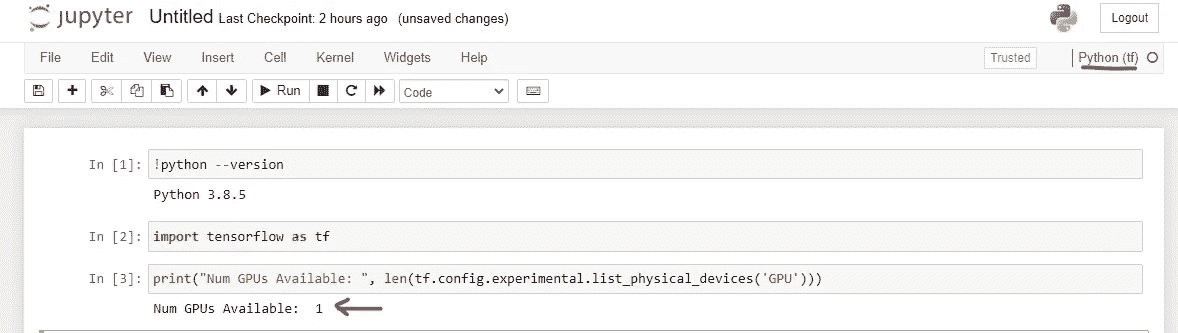 jupyter Untitled Last Checkpoint: 2 hours ago (unsaved changes) Logout
File Edit View Insert Cell Kernel Widgets Help Trusted Python (tf)
Run Code
In [1]: !python --version
Python 3.8.5
In [2]: import tensorflow as tf
In [3]: print("Num GPUs Available: ", len(tf.config.experimental.list_physical_devices('GPU')))
Num GPUs Available:  1